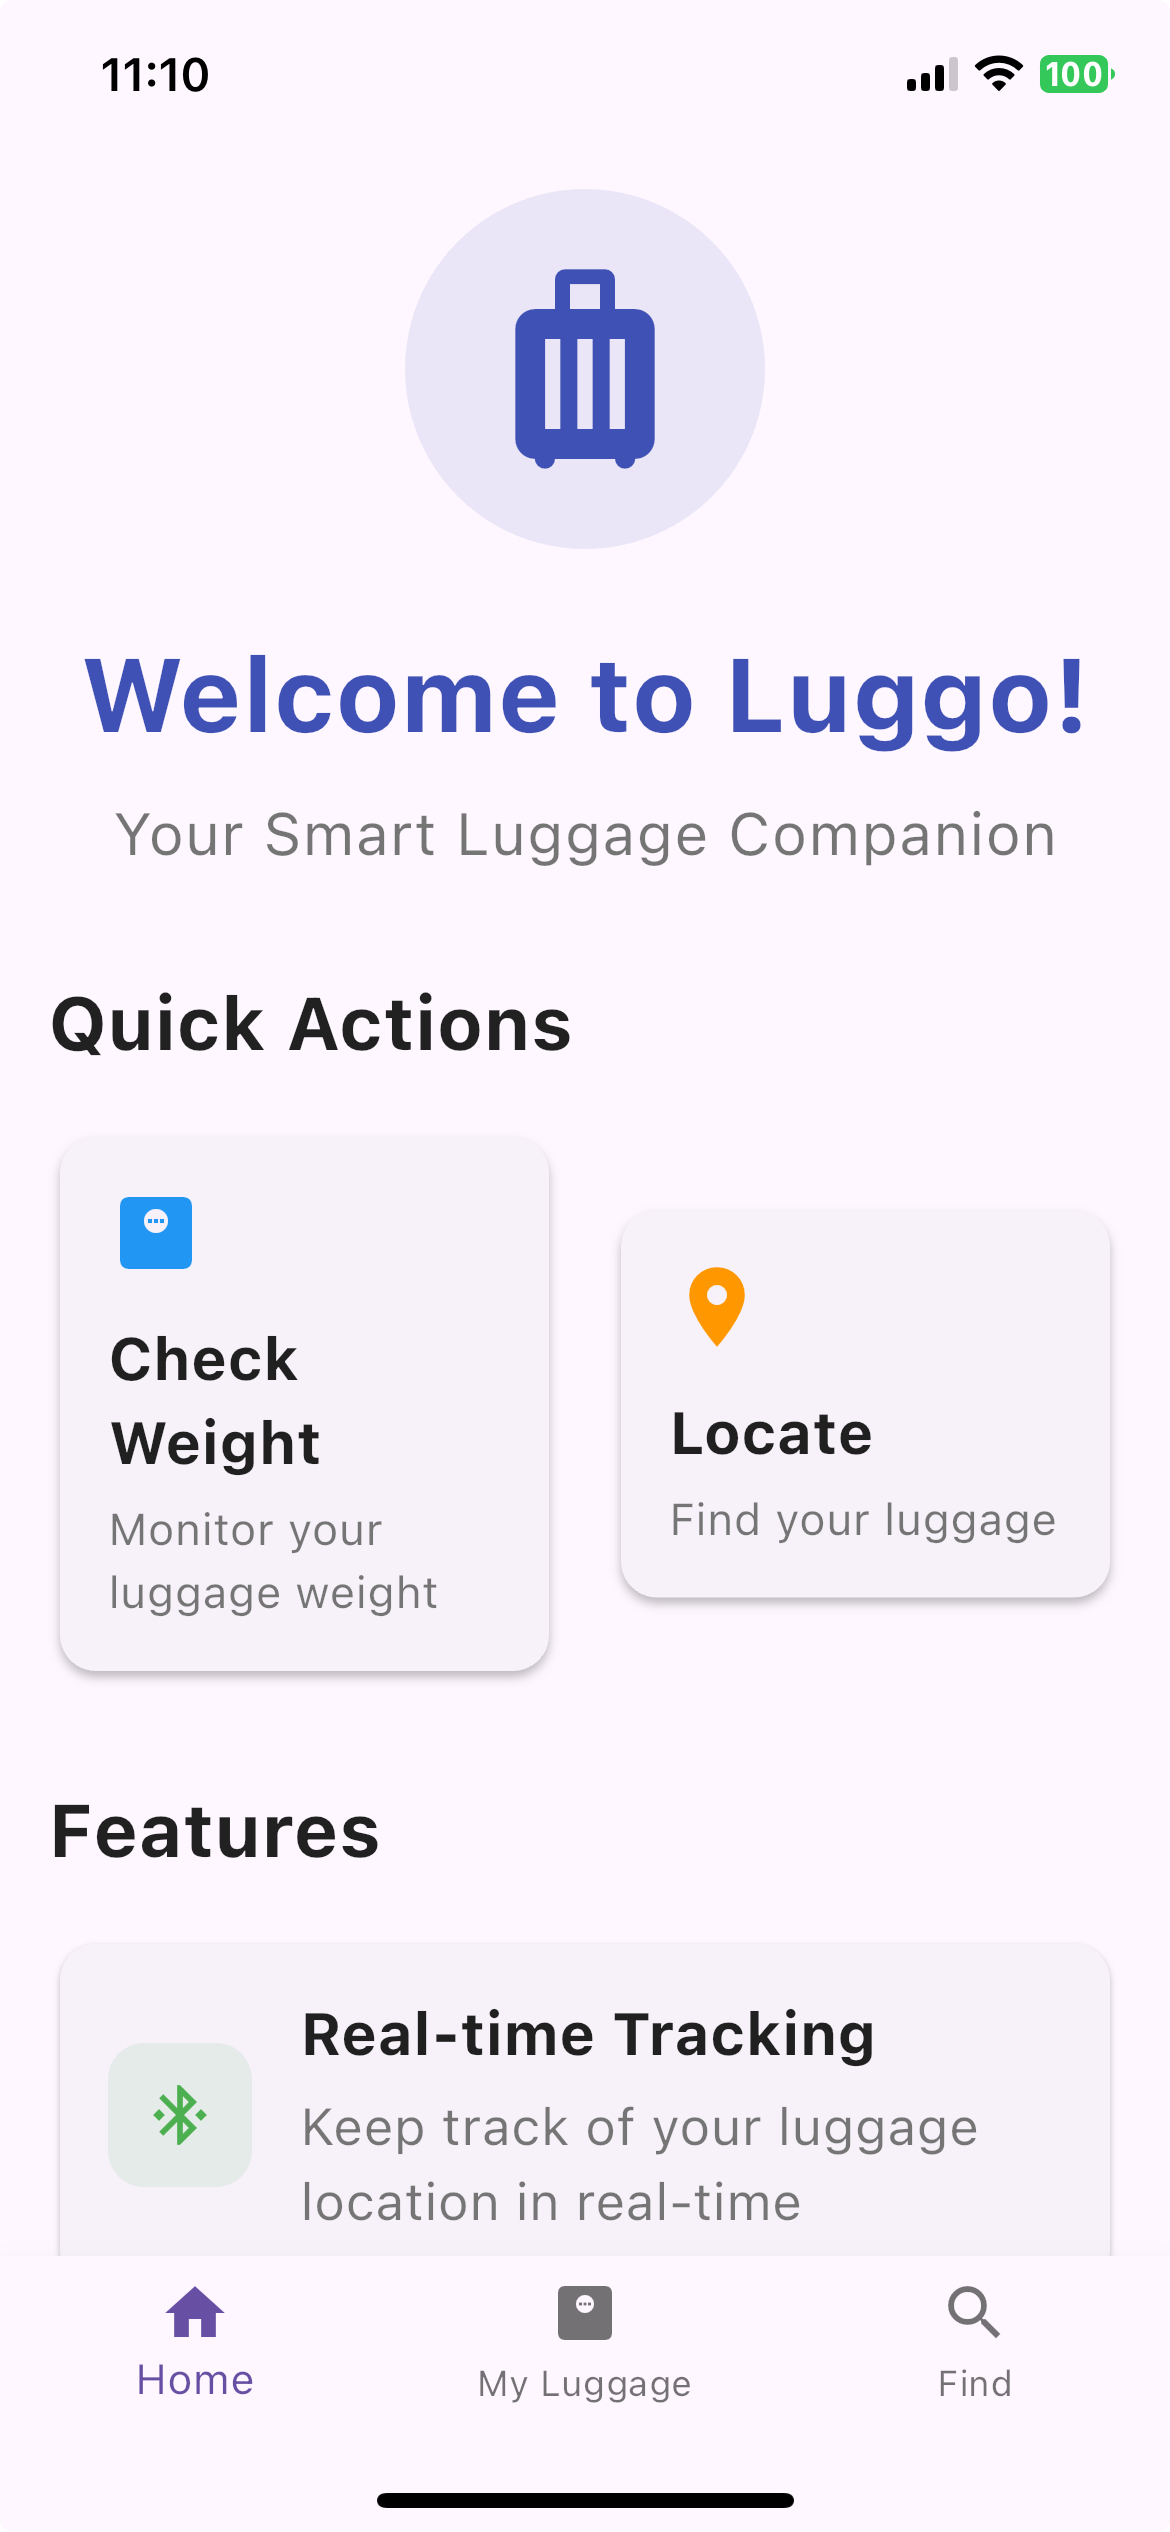 11:10
100
Welcome to Luggo!
Your Smart Luggage Companion
Quick Actions
Check
Weight
Monitor your
luggage weight
Locate
Find your luggage
Features
Real-time Tracking
Keep track of your luggage
location in real-time
Home
My Luggage
Find